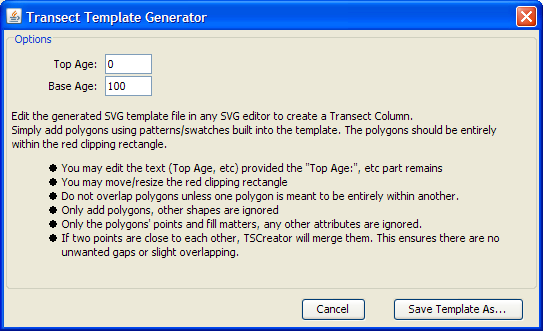 Transect Template Generator
Options
Top Age: 0
Base Age: 100
Edit the generated SVG template file in any SVG editor to create a Transect Column.
Simply add polygons using patterns/swatches built into the template. The polygons should be entirely
within the red clipping rectangle.
● You may edit the text (Top Age, etc) provided the "Top Age:", etc part remains
● You may move/resize the red clipping rectangle
● Do not overlap polygons unless one polygon is meant to be entirely within another.
● Only add polygons, other shapes are ignored
● Only the polygons' points and fill matters, any other attributes are ignored.
● If two points are close to each other, TSCreator will merge them. This ensures there are no
unwanted gaps or slight overlapping.
Cancel Save Template As...